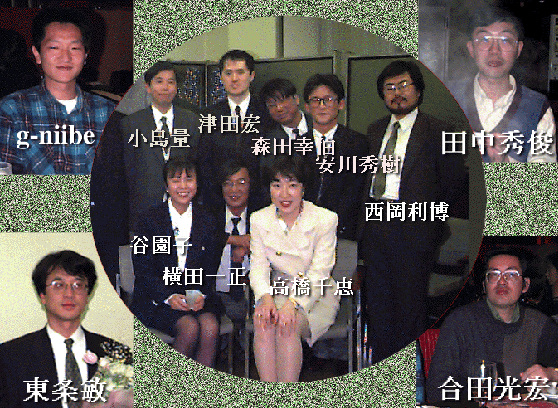 g-niibe
小島量
津田宏
森田幸伯
安川秀樹
田中秀俊
西岡利博
谷園子
横田一正
高橋千恵
東条敏
合田光宏